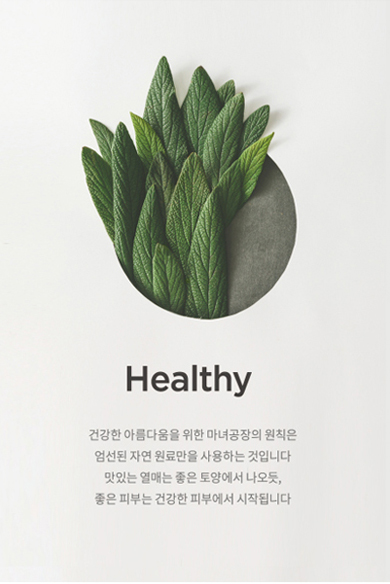 Healthy
건강한 아름다움을 위한 마녀공장의 원칙은
엄선된 자연 원료만을 사용하는 것입니다
맛있는 열매는 좋은 토양에서 나오듯,
좋은 피부는 건강한 피부에서 시작됩니다